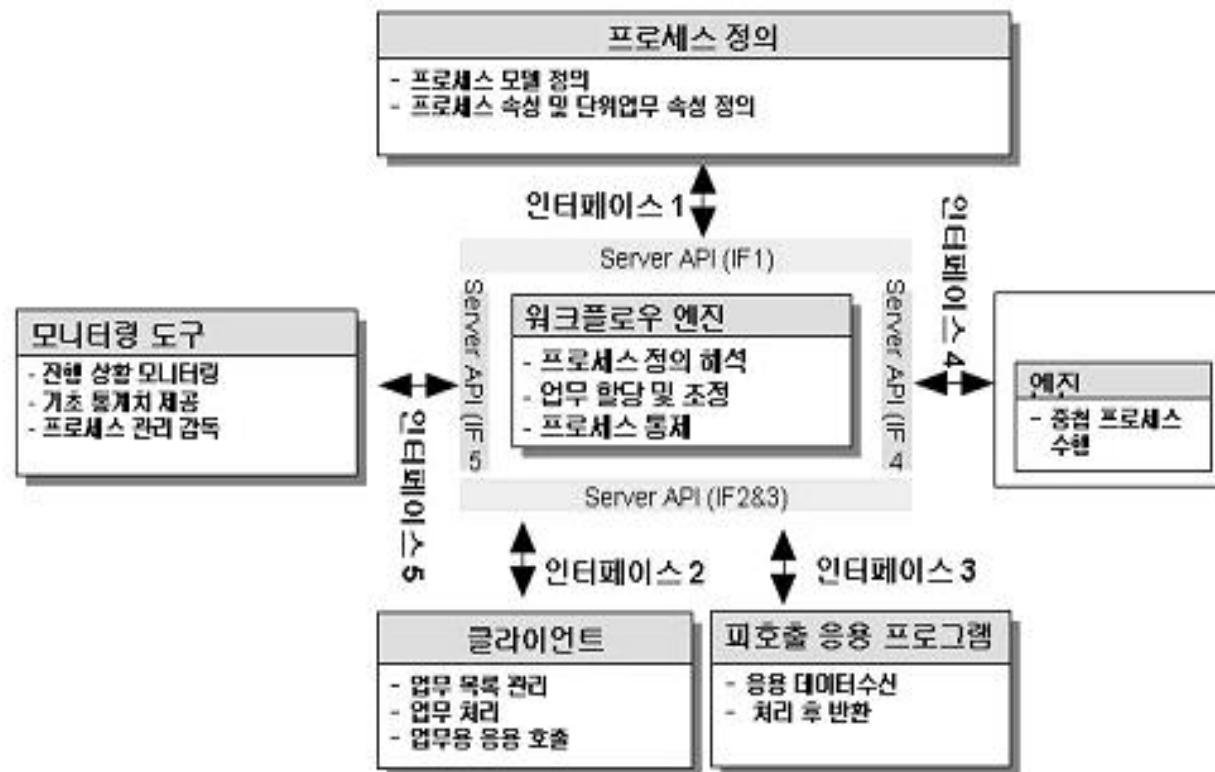 프로세스 정의
- 프로세스 모델 정의
- 프로세스 속성 및 단위업무 속성 정의
인터페이스 1
인터페이스 4
Server API (IF1)
Server API (IF 5
Server API (IF 4
워크플로우 엔진
- 프로세스 정의 해석
- 업무 할당 및 조정
- 프로세스 통제
모니터링 도구
- 진행 상황 모니터링
- 기초 통계치 제공
- 프로세스 관리 감독
엔진
- 중첩 프로세스
수행
인터페이스 5
Server API (IF2&3)
인터페이스 2
인터페이스 3
클라이언트
- 업무 목록 관리
- 업무 처리
- 업무용 응용 호출
피호출 응용 프로그램
- 응용 데이터수신
- 처리 후 반환